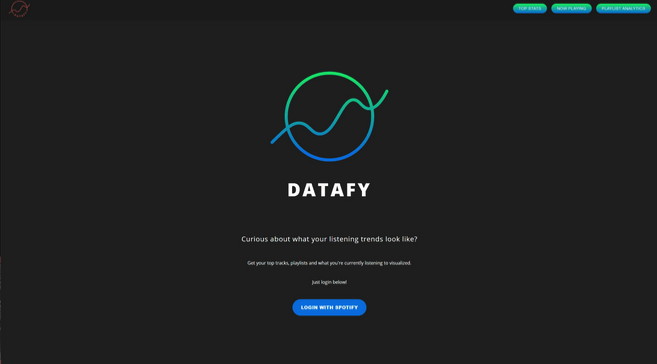 TOP STATS
NOW PLAYING
PLAYLIST ANALYTICS
DATAFY
Curious about what your listening trends look like?
Get your top tracks, playlists and what you're currently listening to visualized.
Just login below!
LOGIN WITH SPOTIFY